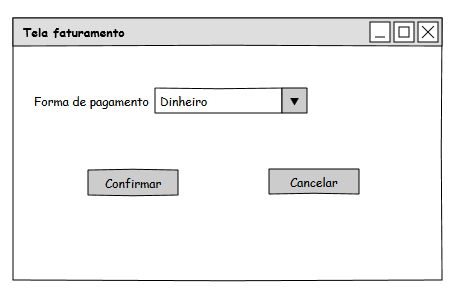 Tela faturamento
Forma de pagamento Dinheiro
Confirmar Cancelar